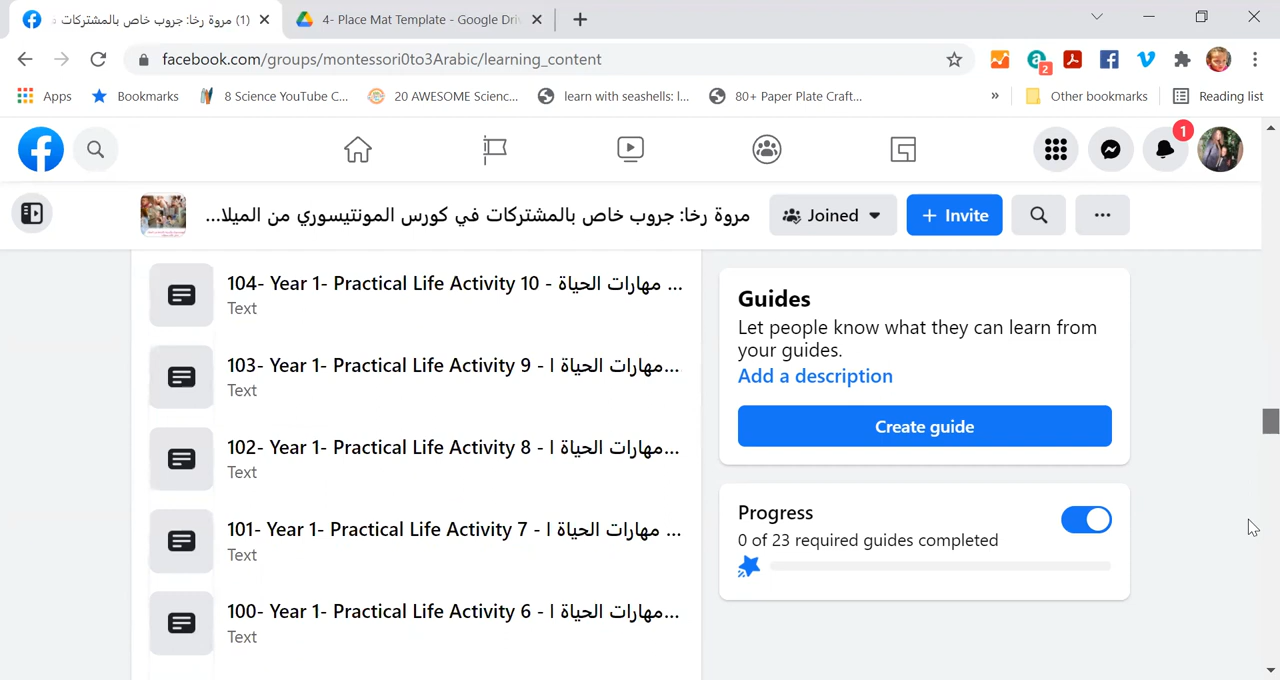 (1) مروة رخا: جروب خاص بالمشتركات
4- Place Mat Template - Google Dri
facebook.com/groups/montessori0to3Arabic/learning_content
2
Apps
Bookmarks
8 Science YouTube C...
20 AWESOME Scienc...
learn with seashells: l...
80+ Paper Plate Craft...
»
Other bookmarks
Reading list
1
مروة رخا: جروب خاص بالمشتركات في كورس المونتيسوري من الميلا...
Joined
+ Invite
104- Year 1- Practical Life Activity 10 - مهارات الحياة ...
Text
103- Year 1- Practical Life Activity 9 - مهارات الحياة ا...
Text
102- Year 1- Practical Life Activity 8 - مهارات الحياة ا...
Text
101- Year 1- Practical Life Activity 7 - مهارات الحياة ا ...
Text
100- Year 1- Practical Life Activity 6 - مهارات الحياة ا...
Text
Guides
Let people know what they can learn from
your guides.
Add a description
Create guide
Progress
0 of 23 required guides completed